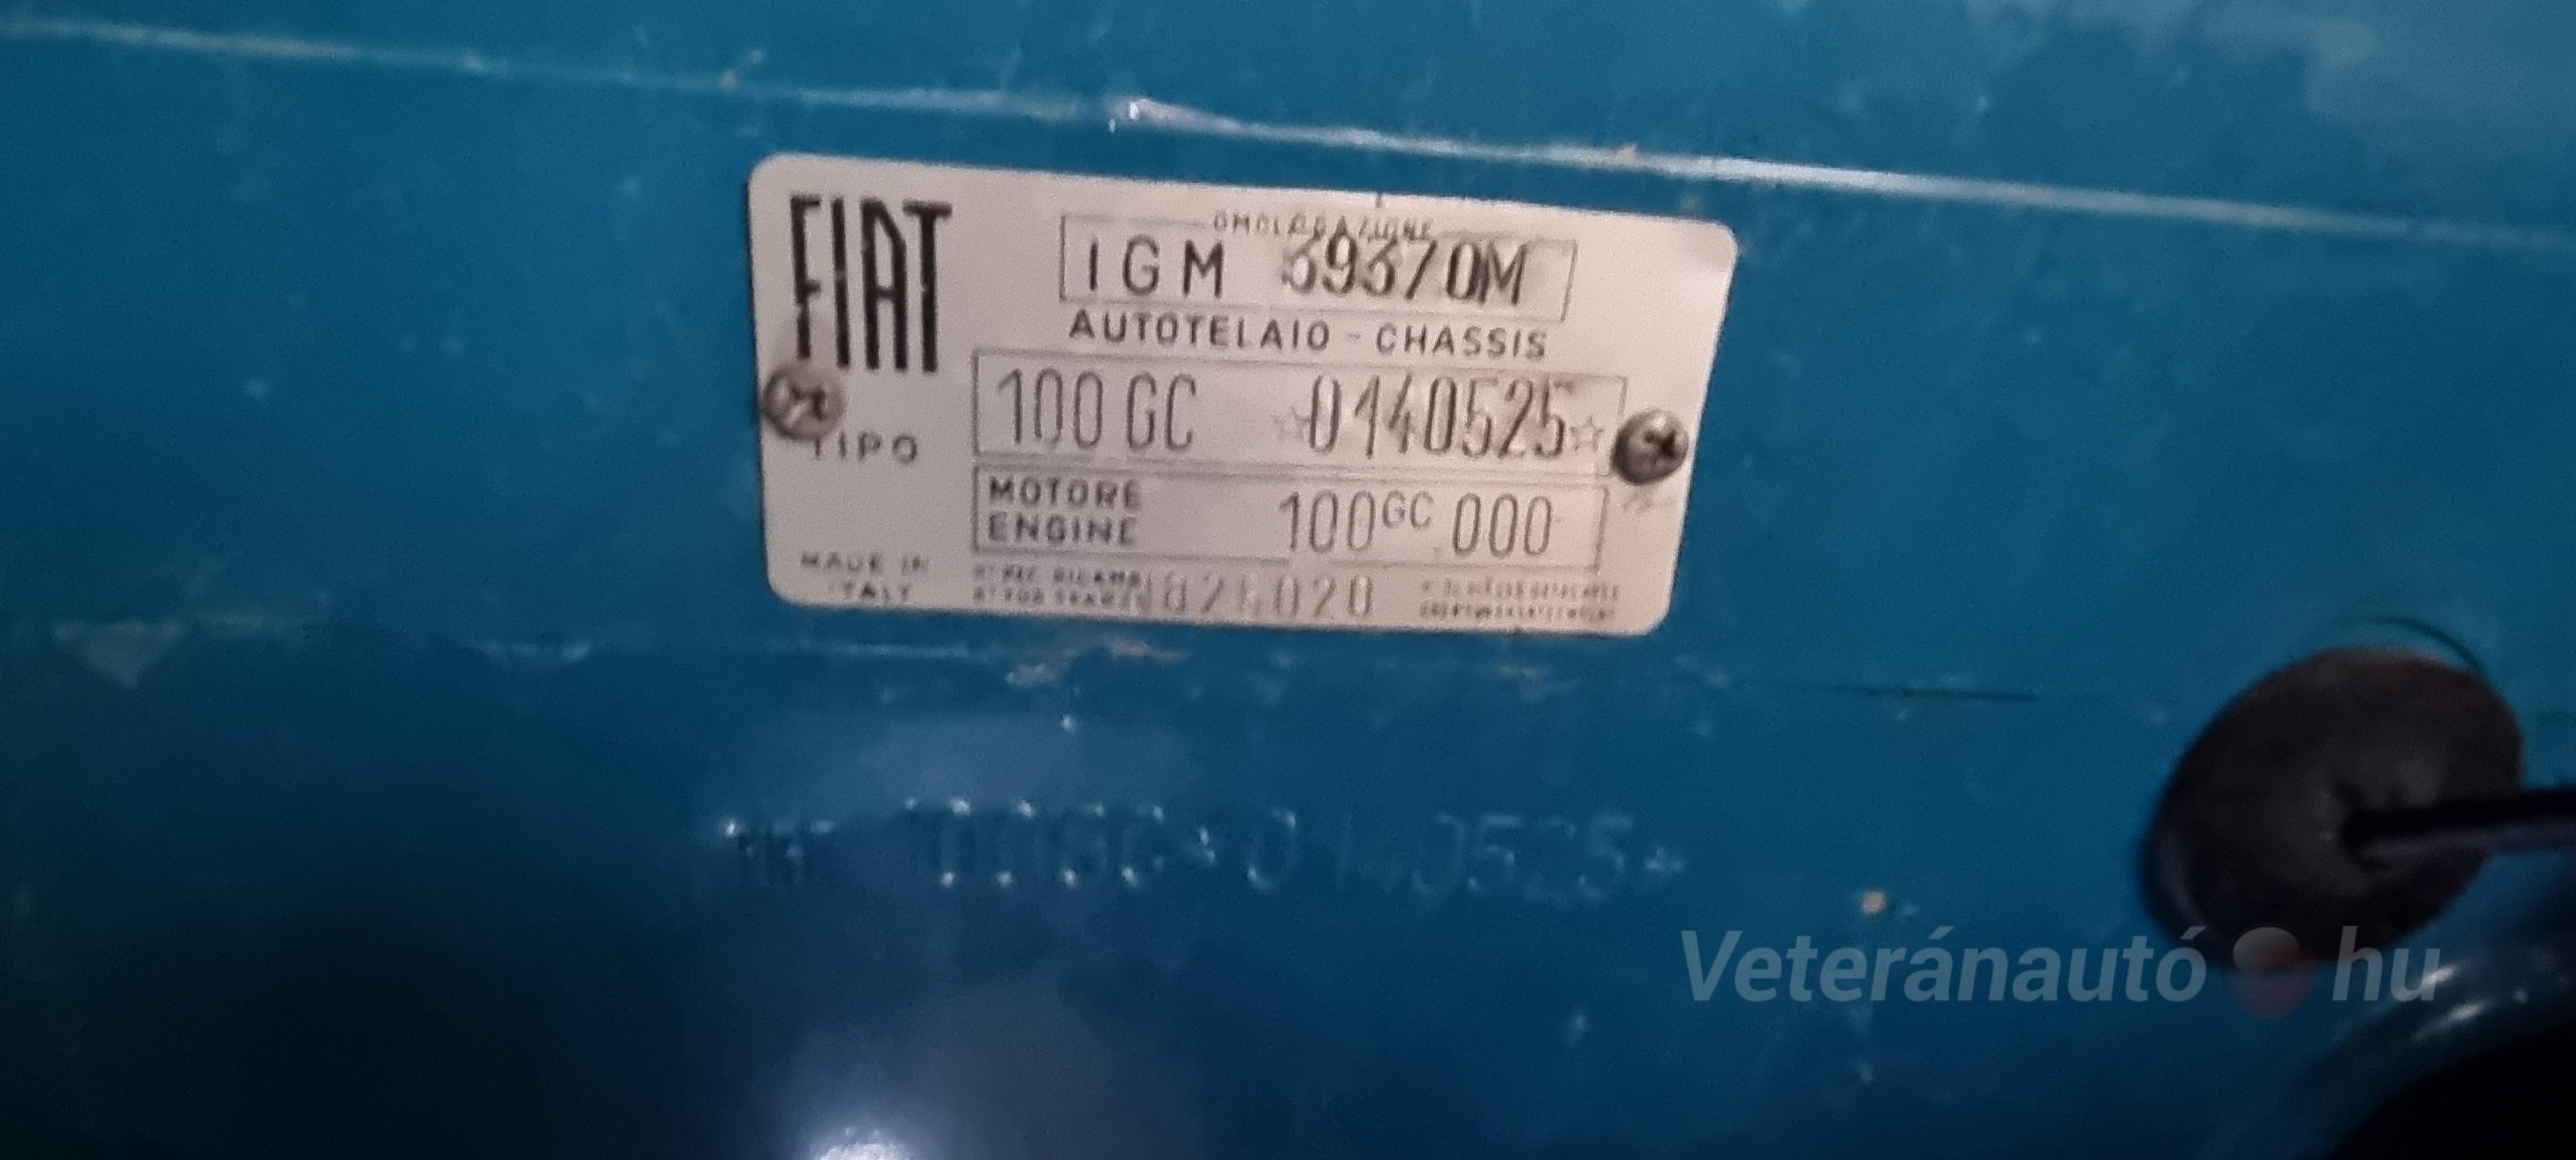 FIAT
OMOLOGAZIONE
IGM 39370M
AUTOTELAIO - CHASSIS
TIPO
100 GC ☆0140525☆
MOTORE
ENGINE
100GC 000
MADE IN
ITALY
100GC*0140525*
Veteránautó hu